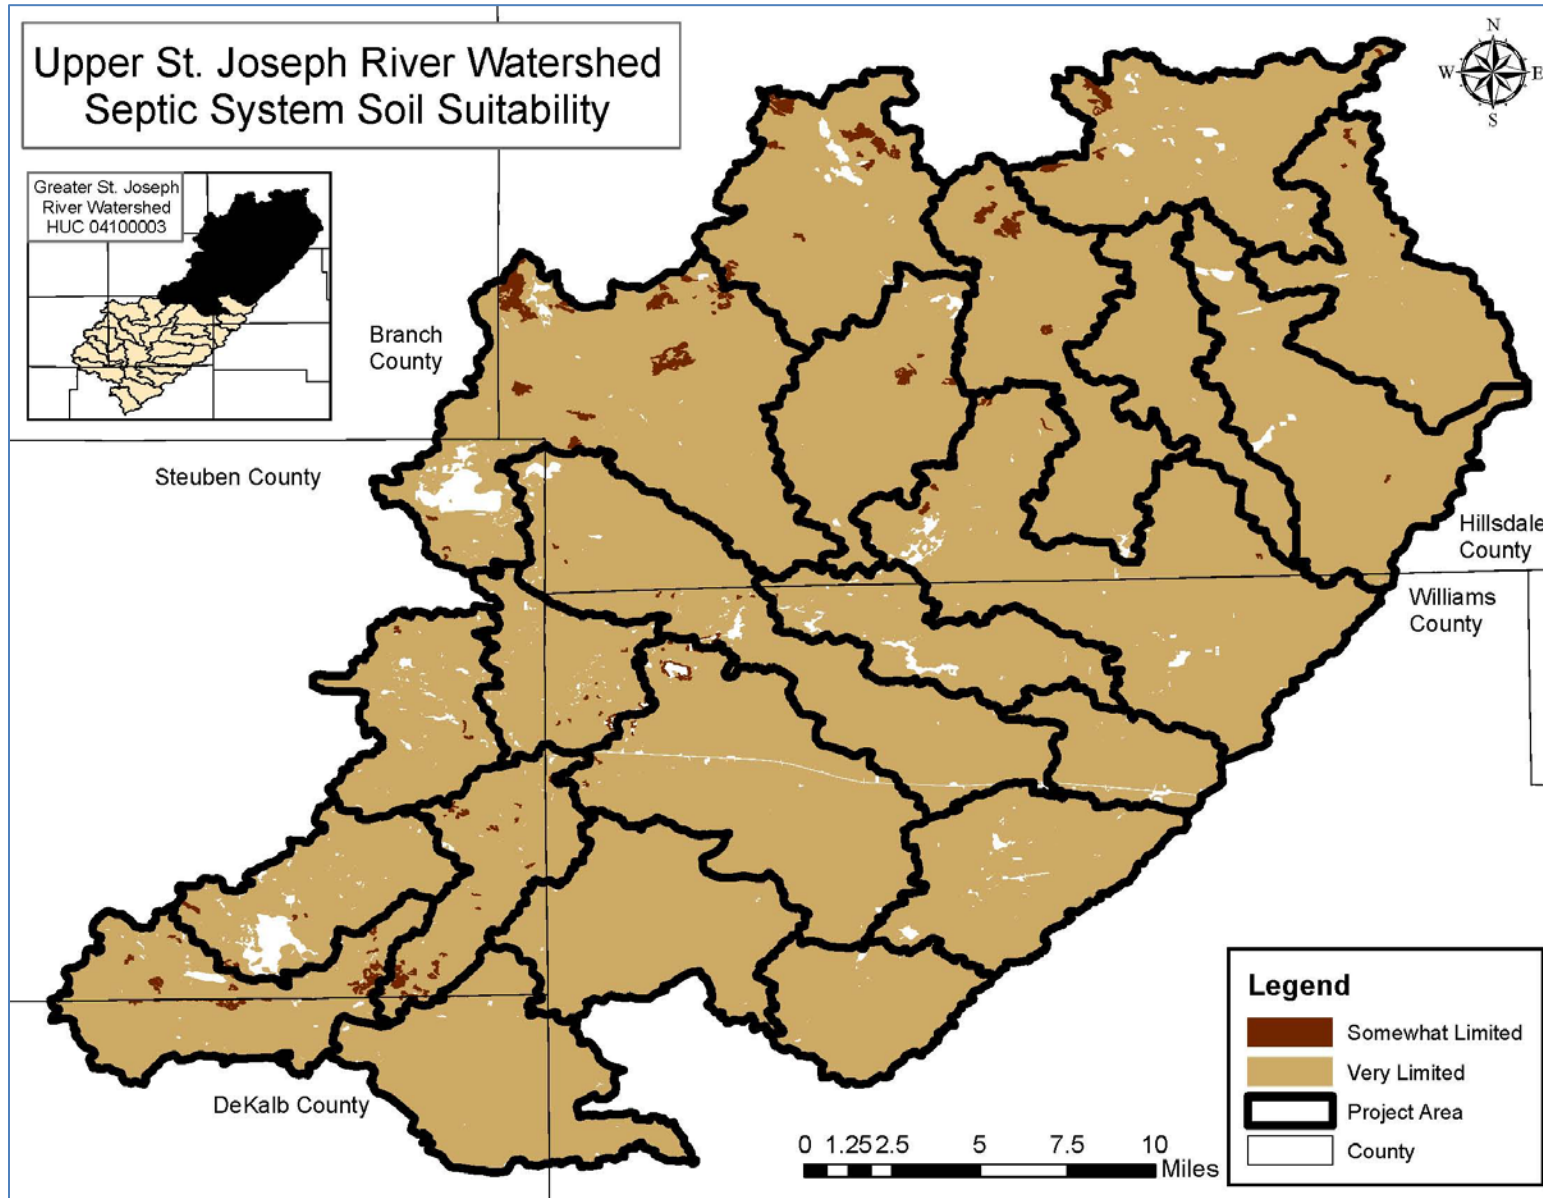 Upper St. Joseph River Watershed
Septic System Soil Suitability
N
W
E
S
Greater St. Joseph
River Watershed
HUC 04100003
Branch
County
Steuben County
Hillsdale
County
Williams
County
DeKalb County
Legend
Somewhat Limited
Very Limited
Project Area
County
0 1.25 2.5 5 7.5 10
Miles